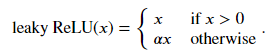 leaky ReLU(x) = { x if x > 0
αx otherwise .